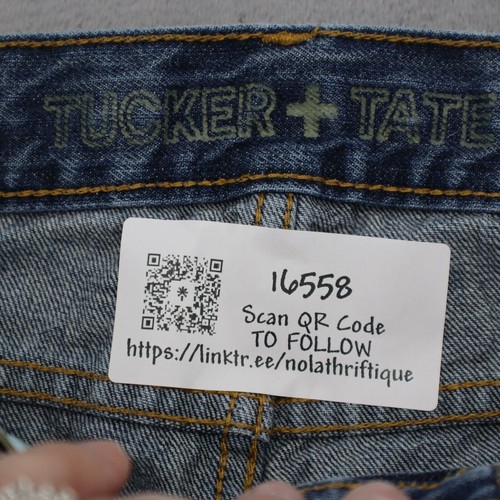 TUCKER + TATE
16558
Scan QR Code
TO FOLLOW
https://linktr.ee/nolathriftique